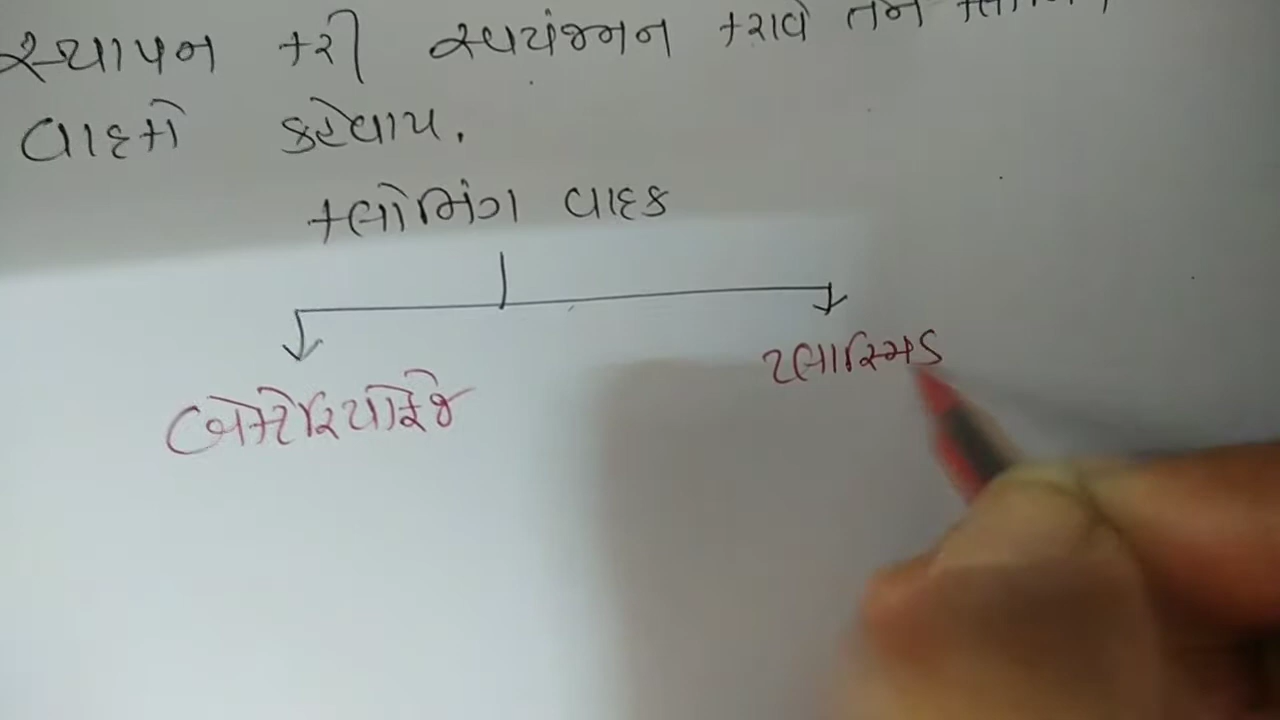 સ્થાપન કરી સ્વયંજનન કરાવે તેને
વાહકો કહેવાય.
ક્લોનિંગ વાહક
બેક્ટેરિયોફેજ પ્લાસ્મિડ